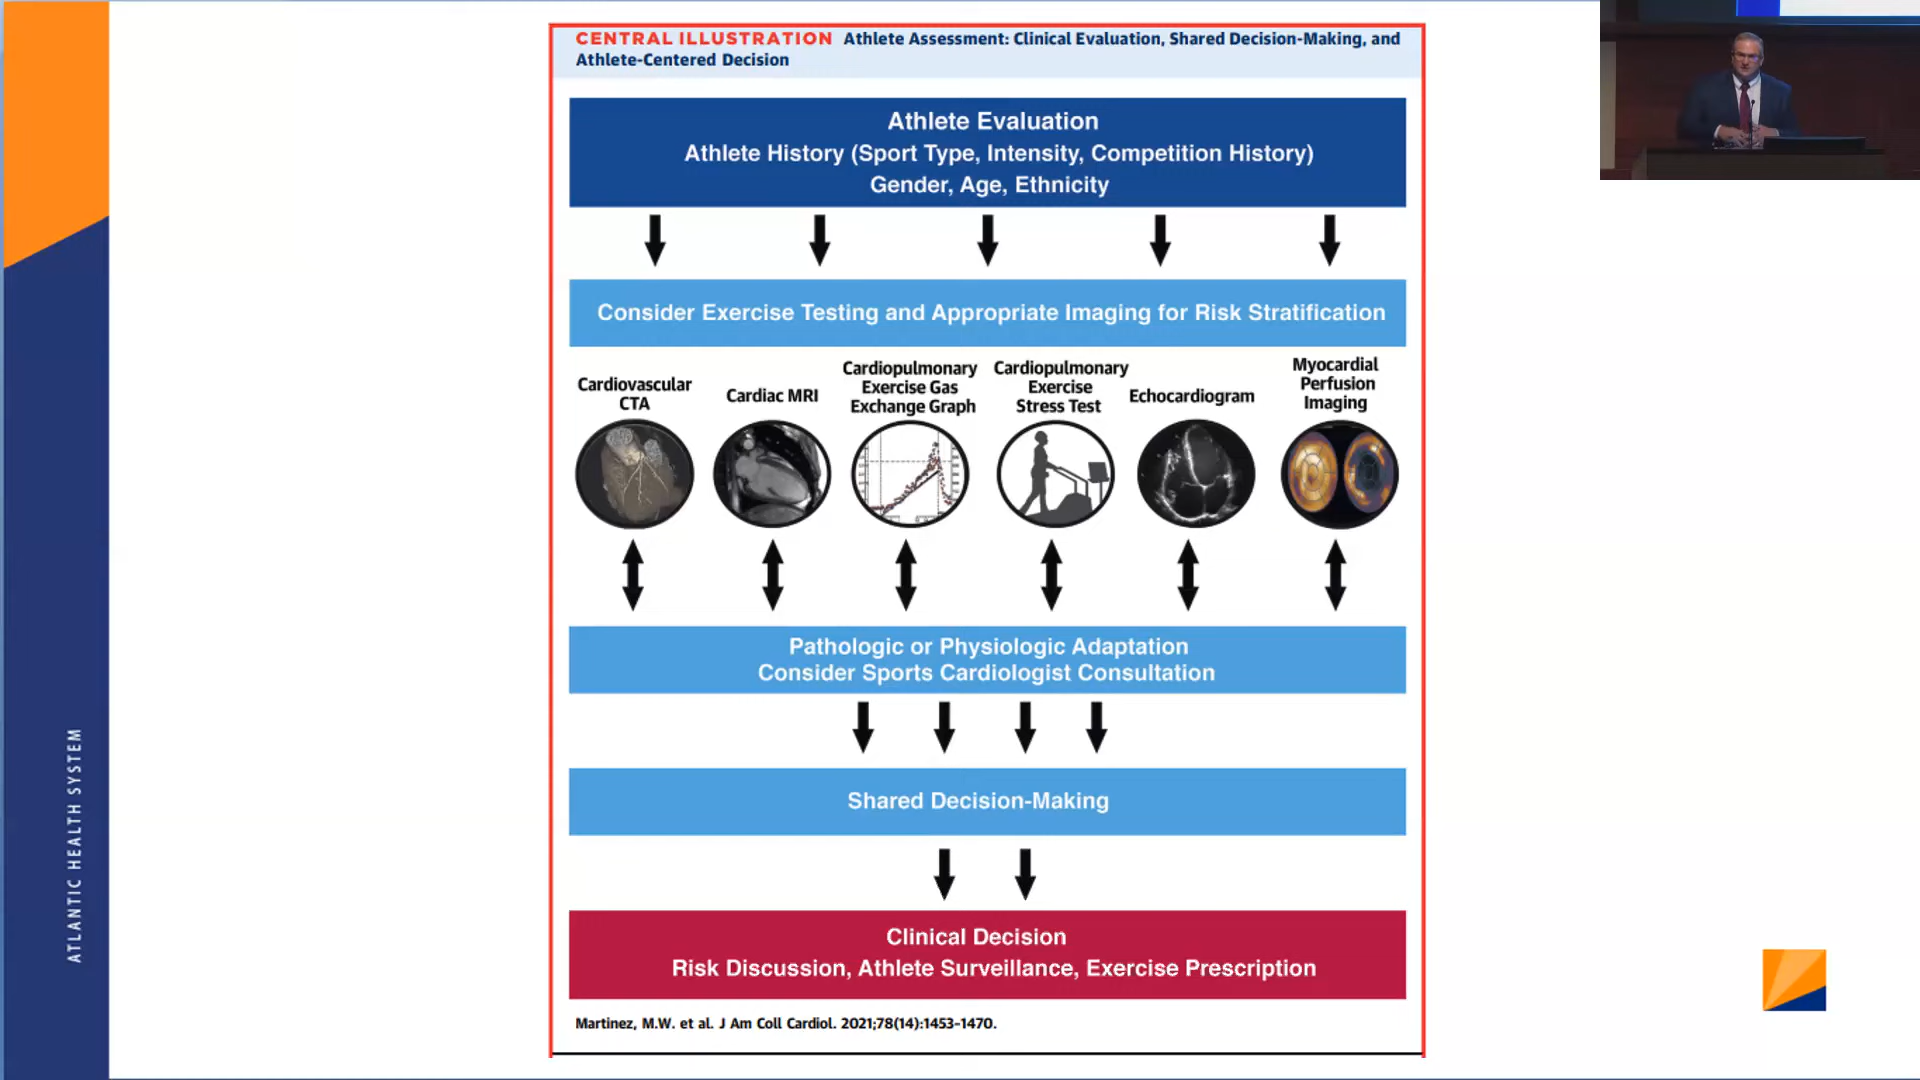 CENTRAL ILLUSTRATION Athlete Assessment: Clinical Evaluation, Shared Decision-Making, and
Athlete-Centered Decision
Athlete Evaluation
Athlete History (Sport Type, Intensity, Competition History)
Gender, Age, Ethnicity
Consider Exercise Testing and Appropriate Imaging for Risk Stratification
Cardiovascular
CTA
Cardiac MRI
Cardiopulmonary
Exercise Gas
Exchange Graph
Cardiopulmonary
Exercise
Stress Test
Echocardiogram
Myocardial
Perfusion
Imaging
Pathologic or Physiologic Adaptation
Consider Sports Cardiologist Consultation
Shared Decision-Making
Clinical Decision
Risk Discussion, Athlete Surveillance, Exercise Prescription
Martinez, M.W. et al. J Am Coll Cardiol. 2021;78(14):1453-1470.
ATLANTIC HEALTH SYSTEM